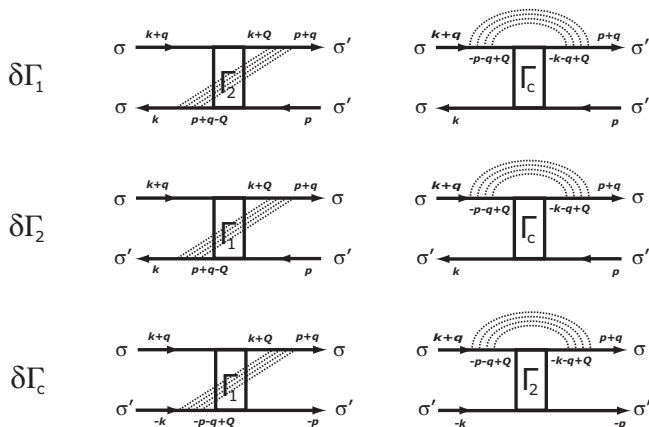 σ k+q k+Q p+q σ′ σ k+q p+q σ′
-p-q+Q -k-q+Q
δΓ₁ Γ₂ Γc
σ k p+q-Q p σ′ σ k p σ′
σ k+q k+Q p+q σ σ k+q p+q σ
-p-q+Q -k-q+Q
δΓ₂ Γ₁ Γc
σ′ k p+q-Q p σ′ σ′ k p σ′
σ k+q k+Q p+q σ σ k+q p+q σ
-p-q+Q -k-q+Q
δΓc Γ₁ Γ₂
σ′ -k -p-q+Q -p σ′ σ′ -k -p σ′